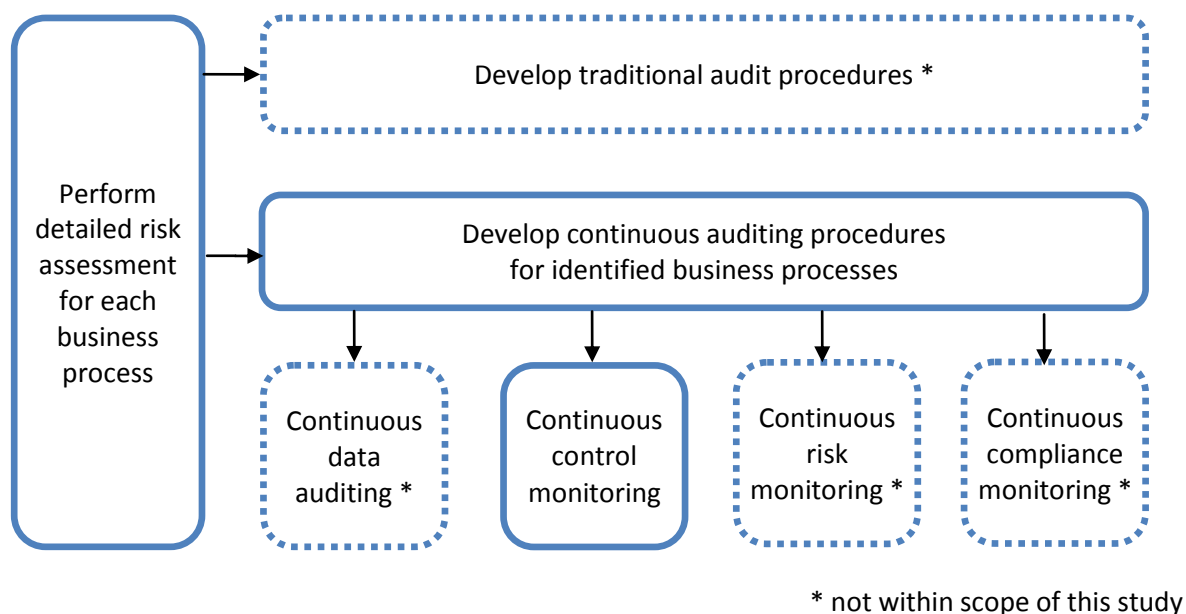 Perform
detailed risk
assessment
for each
business
process
Develop traditional audit procedures *
Develop continuous auditing procedures
for identified business processes
Continuous
data
auditing *
Continuous
control
monitoring
Continuous
risk
monitoring *
Continuous
compliance
monitoring *
* not within scope of this study